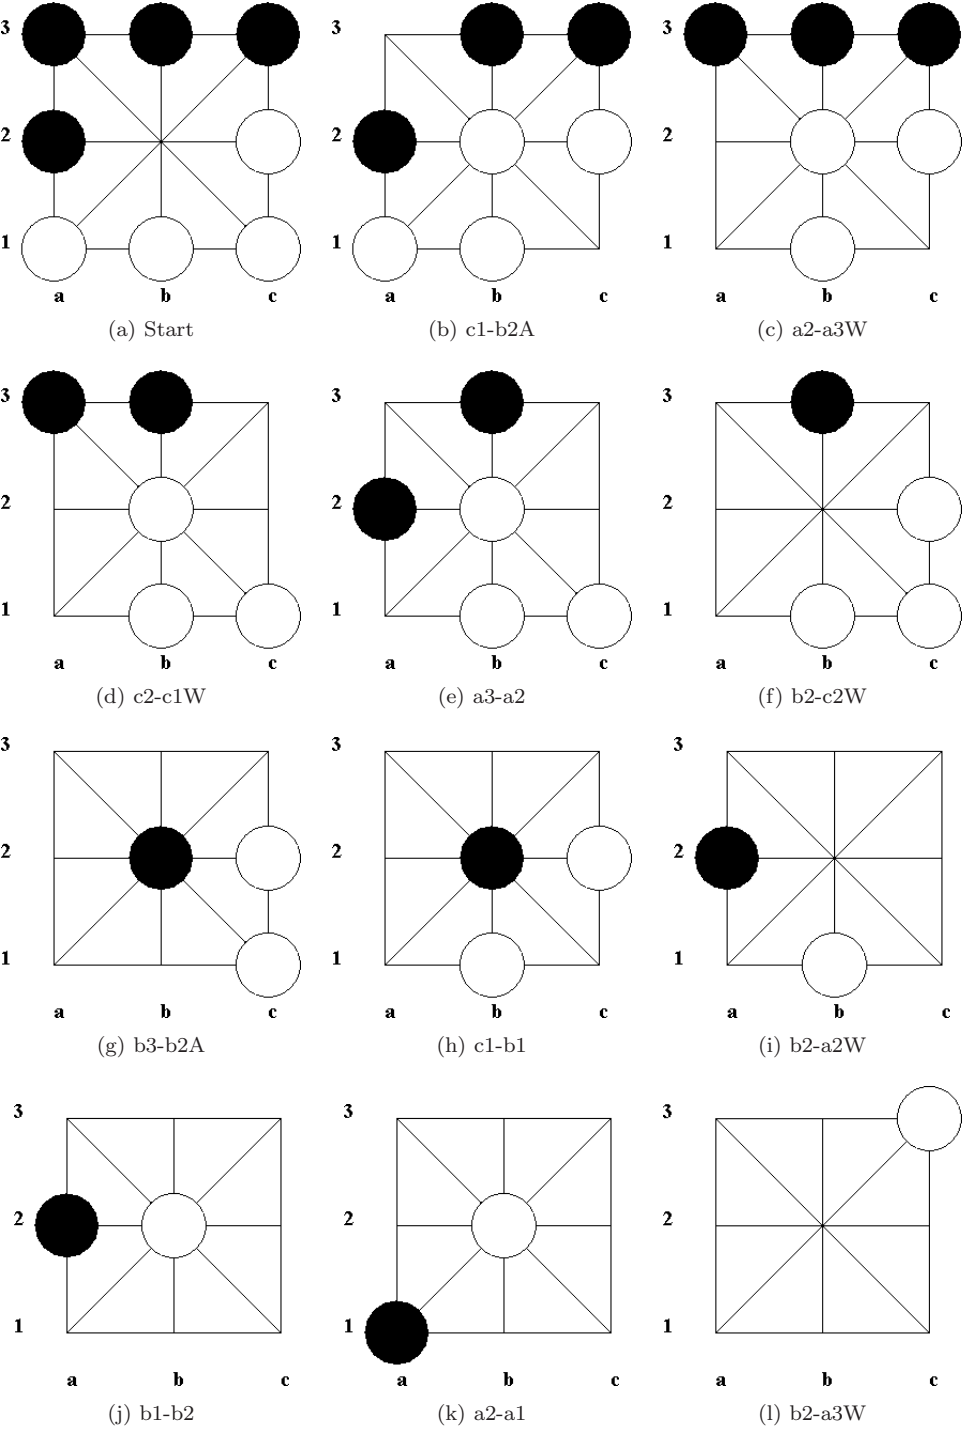 3 3 3
2 2 2
1 1 1
a b c a b c a b c
(a) Start (b) c1-b2A (c) a2-a3W
3 3 3
2 2 2
1 1 1
a b c a b c a b c
(d) c2-c1W (e) a3-a2 (f) b2-c2W
3 3 3
2 2 2
1 1 1
a b c a b c a b c
(g) b3-b2A (h) c1-b1 (i) b2-a2W
3 3 3
2 2 2
1 1 1
a b c a b c a b c
(j) b1-b2 (k) a2-a1 (l) b2-a3W